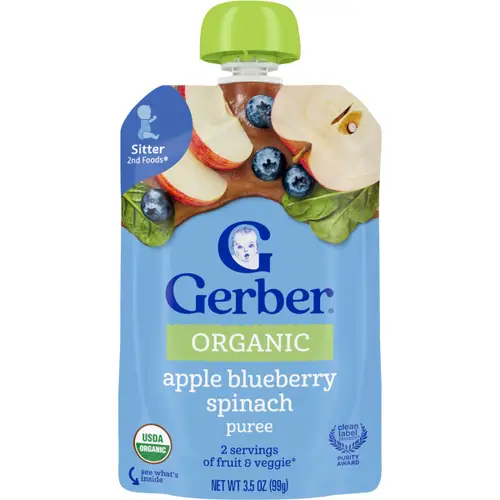 Sitter
2nd Foods®
Gerber®
ORGANIC
apple blueberry
spinach
puree
2 servings
of fruit & veggie*
USDA
ORGANIC
see what's
inside
clean
label
PROJECT
PURITY
AWARD
NET WT 3.5 OZ (99g)